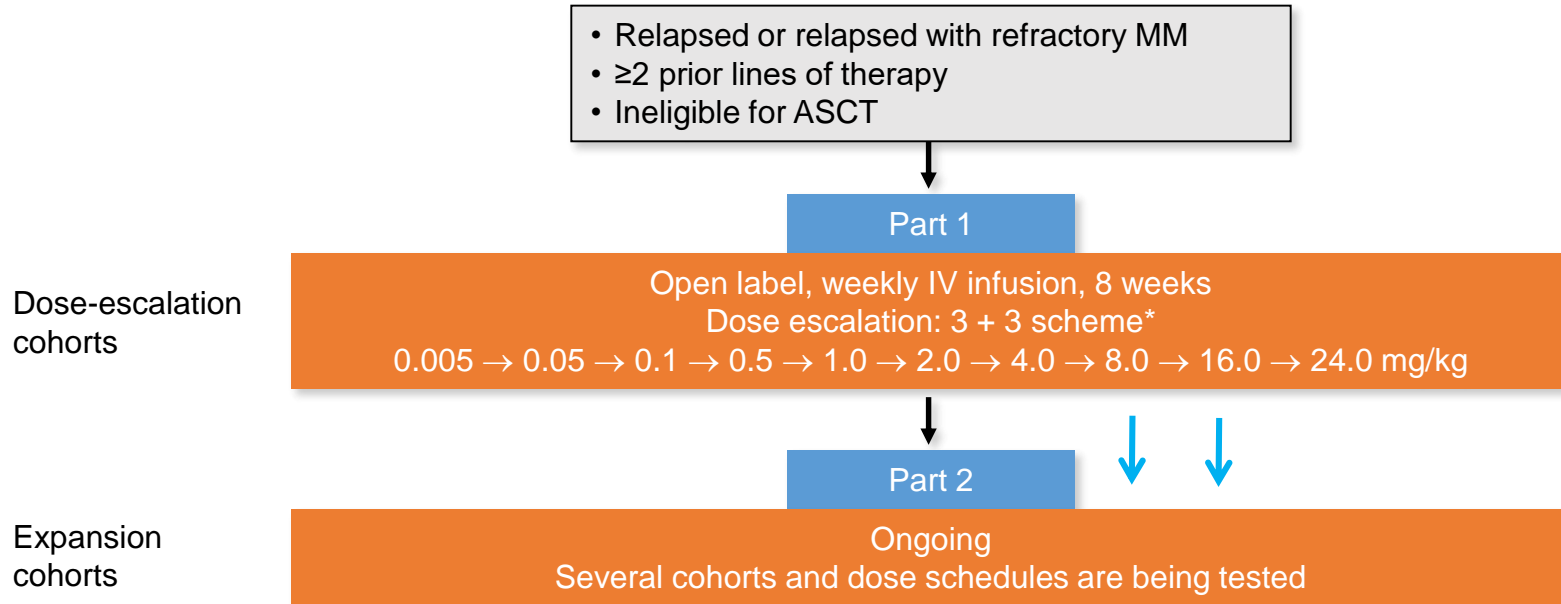 • Relapsed or relapsed with refractory MM
• ≥2 prior lines of therapy
• Ineligible for ASCT
Part 1
Dose-escalation
cohorts
Open label, weekly IV infusion, 8 weeks
Dose escalation: 3 + 3 scheme*
0.005 → 0.05 → 0.1 → 0.5 → 1.0 → 2.0 → 4.0 → 8.0 → 16.0 → 24.0 mg/kg
Part 2
Expansion
cohorts
Ongoing
Several cohorts and dose schedules are being tested